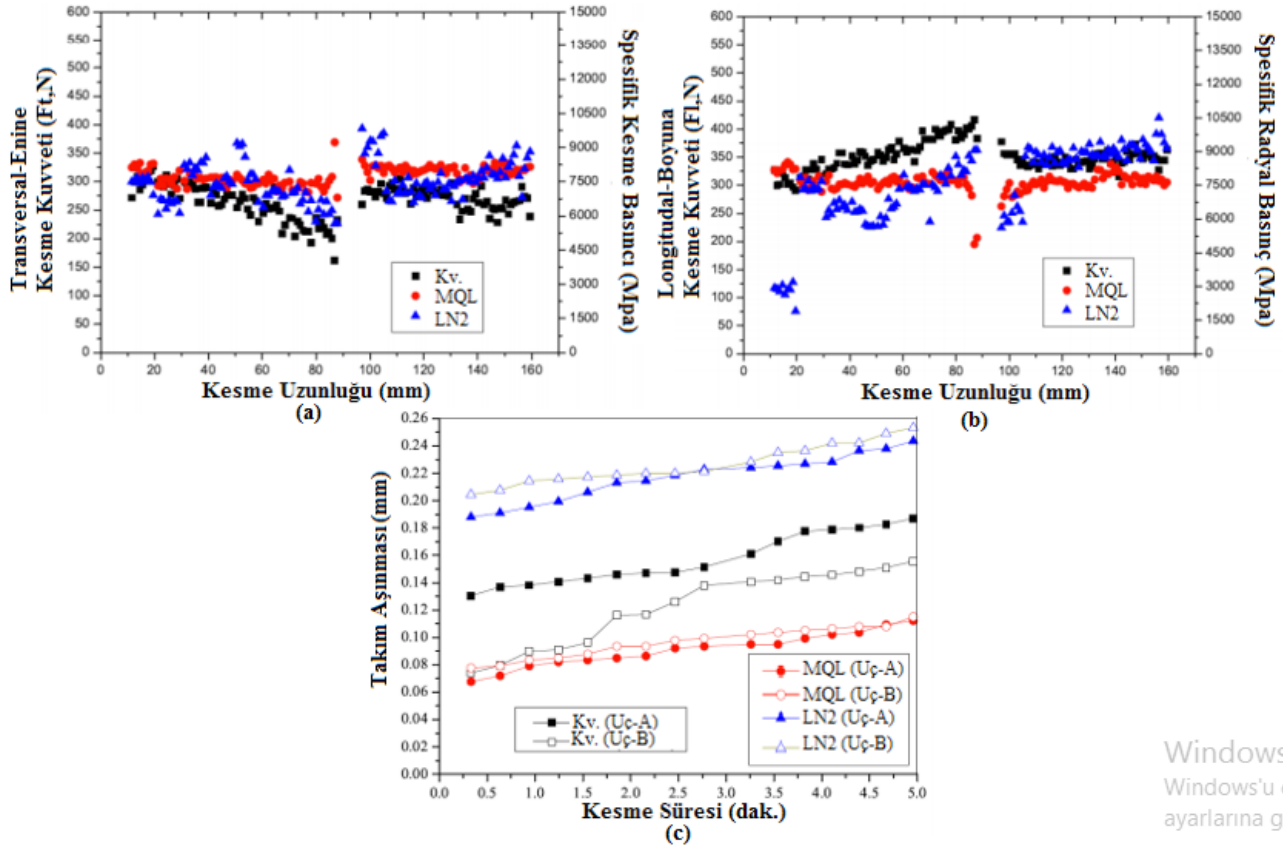 (a)
600
550
500
450
400
350
300
250
200
150
100
50
0
Transversal-Enine
Kesme Kuvveti (Ft,N)
15000
13500
12000
10500
9000
7500
6000
4500
3000
1500
0
Spesifik Kesme Basıncı (Mpa)
Kv.
MQL
LN2
0 20 40 60 80 100 120 140 160
Kesme Uzunluğu (mm)
(a)
600
550
500
450
400
350
300
250
200
150
100
50
0
Longitudal-Boyuna
Kesme Kuvveti (Fl,N)
15000
13500
12000
10500
9000
7500
6000
4500
3000
1500
0
Spesifik Radyal Basınç (Mpa)
Kv.
MQL
LN2
0 20 40 60 80 100 120 140 160
Kesme Uzunluğu (mm)
(b)
0.26
0.24
0.22
0.20
0.18
0.16
0.14
0.12
0.10
0.08
0.06
0.04
0.02
0.00
Takım Aşınması (mm)
Kv. (Uç-A)
Kv. (Uç-B)
MQL (Uç-A)
MQL (Uç-B)
LN2 (Uç-A)
LN2 (Uç-B)
0.0 0.5 1.0 1.5 2.0 2.5 3.0 3.5 4.0 4.5 5.0
Kesme Süresi (dak.)
(c)
Windows
Windows'u
ayarlarına g